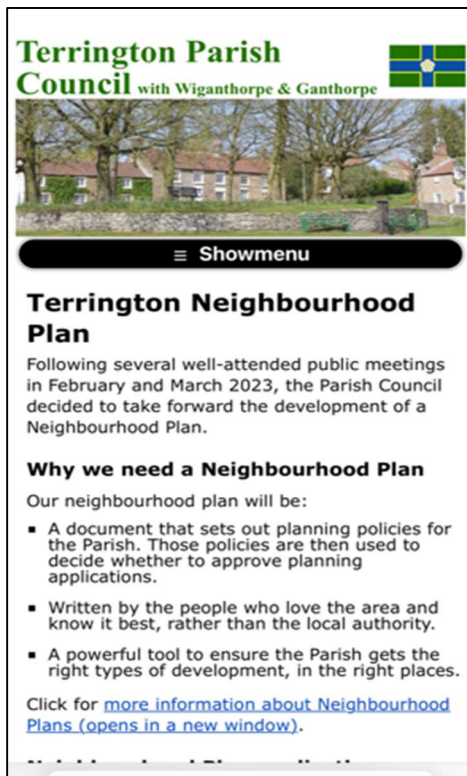 Terrington Parish
Council with Wiganthorpe & Ganthorpe
≡ Showmenu
Terrington Neighbourhood
Plan
Following several well-attended public meetings
in February and March 2023, the Parish Council
decided to take forward the development of a
Neighbourhood Plan.
Why we need a Neighbourhood Plan
Our neighbourhood plan will be:
▪ A document that sets out planning policies for
the Parish. Those policies are then used to
decide whether to approve planning
applications.
▪ Written by the people who love the area and
know it best, rather than the local authority.
▪ A powerful tool to ensure the Parish gets the
right types of development, in the right places.
Click for more information about Neighbourhood
Plans (opens in a new window).